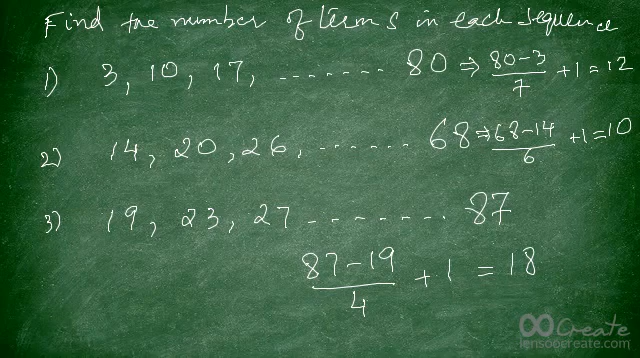 Find the number of terms in each sequence
1) 3, 10, 17, ....... 80 ⇒ (80-3)/7 + 1 = 12
2) 14, 20, 26, ....... 68 ⇒ (68-14)/6 + 1 = 10
3) 19, 23, 27 ........ 87
(87-19)/4 + 1 = 18
∞ Create
lensoocreate.com